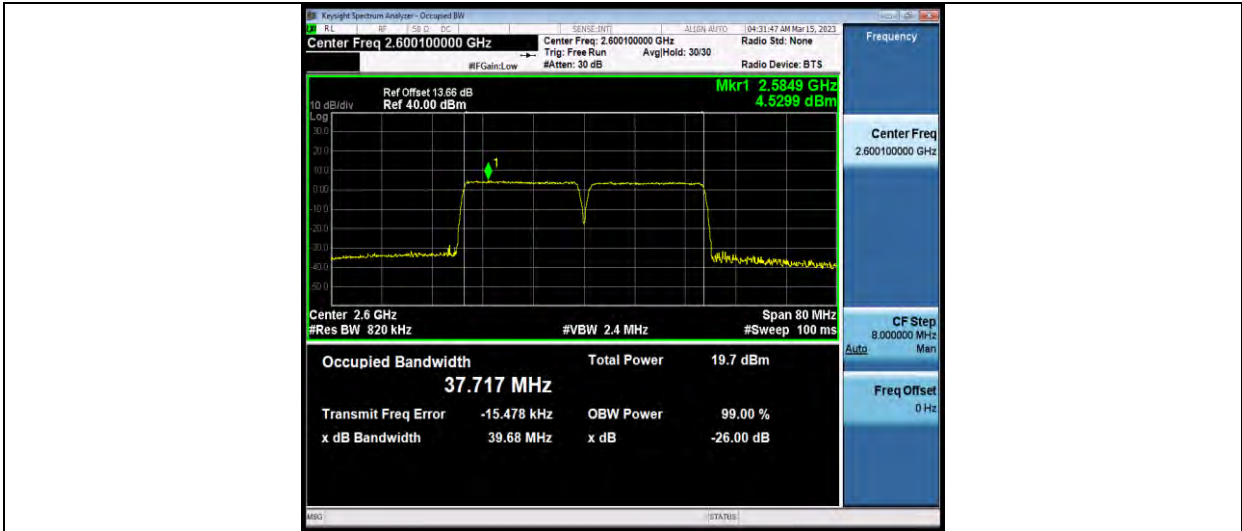 Keysight Spectrum Analyzer - Occupied BW
RL RF 50 Ω DC SENSE:INT ALIGN AUTO 04:31:47 AM Mar 15, 2023
Center Freq 2.600100000 GHz
Center Freq: 2.600100000 GHz
Radio Std: None
Trig: Free Run Avg|Hold: 30/30
#IFGain:Low
#Atten: 30 dB
Radio Device: BTS
Ref Offset 13.66 dB
Mkr1 2.5849 GHz
10 dB/div Ref 40.00 dBm
4.5299 dBm
Log
30.0
20.0
10.0
0.00
-10.0
-20.0
-30.0
-40.0
-50.0
1
Center 2.6 GHz
Span 80 MHz
#Res BW 820 kHz
#VBW 2.4 MHz
#Sweep 100 ms
Occupied Bandwidth
Total Power 19.7 dBm
37.717 MHz
Transmit Freq Error -15.478 kHz
OBW Power 99.00 %
x dB Bandwidth 39.68 MHz
x dB -26.00 dB
MSG
STATUS
Frequency
Center Freq
2.600100000 GHz
CF Step
8.000000 MHz
Auto Man
Freq Offset
0 Hz